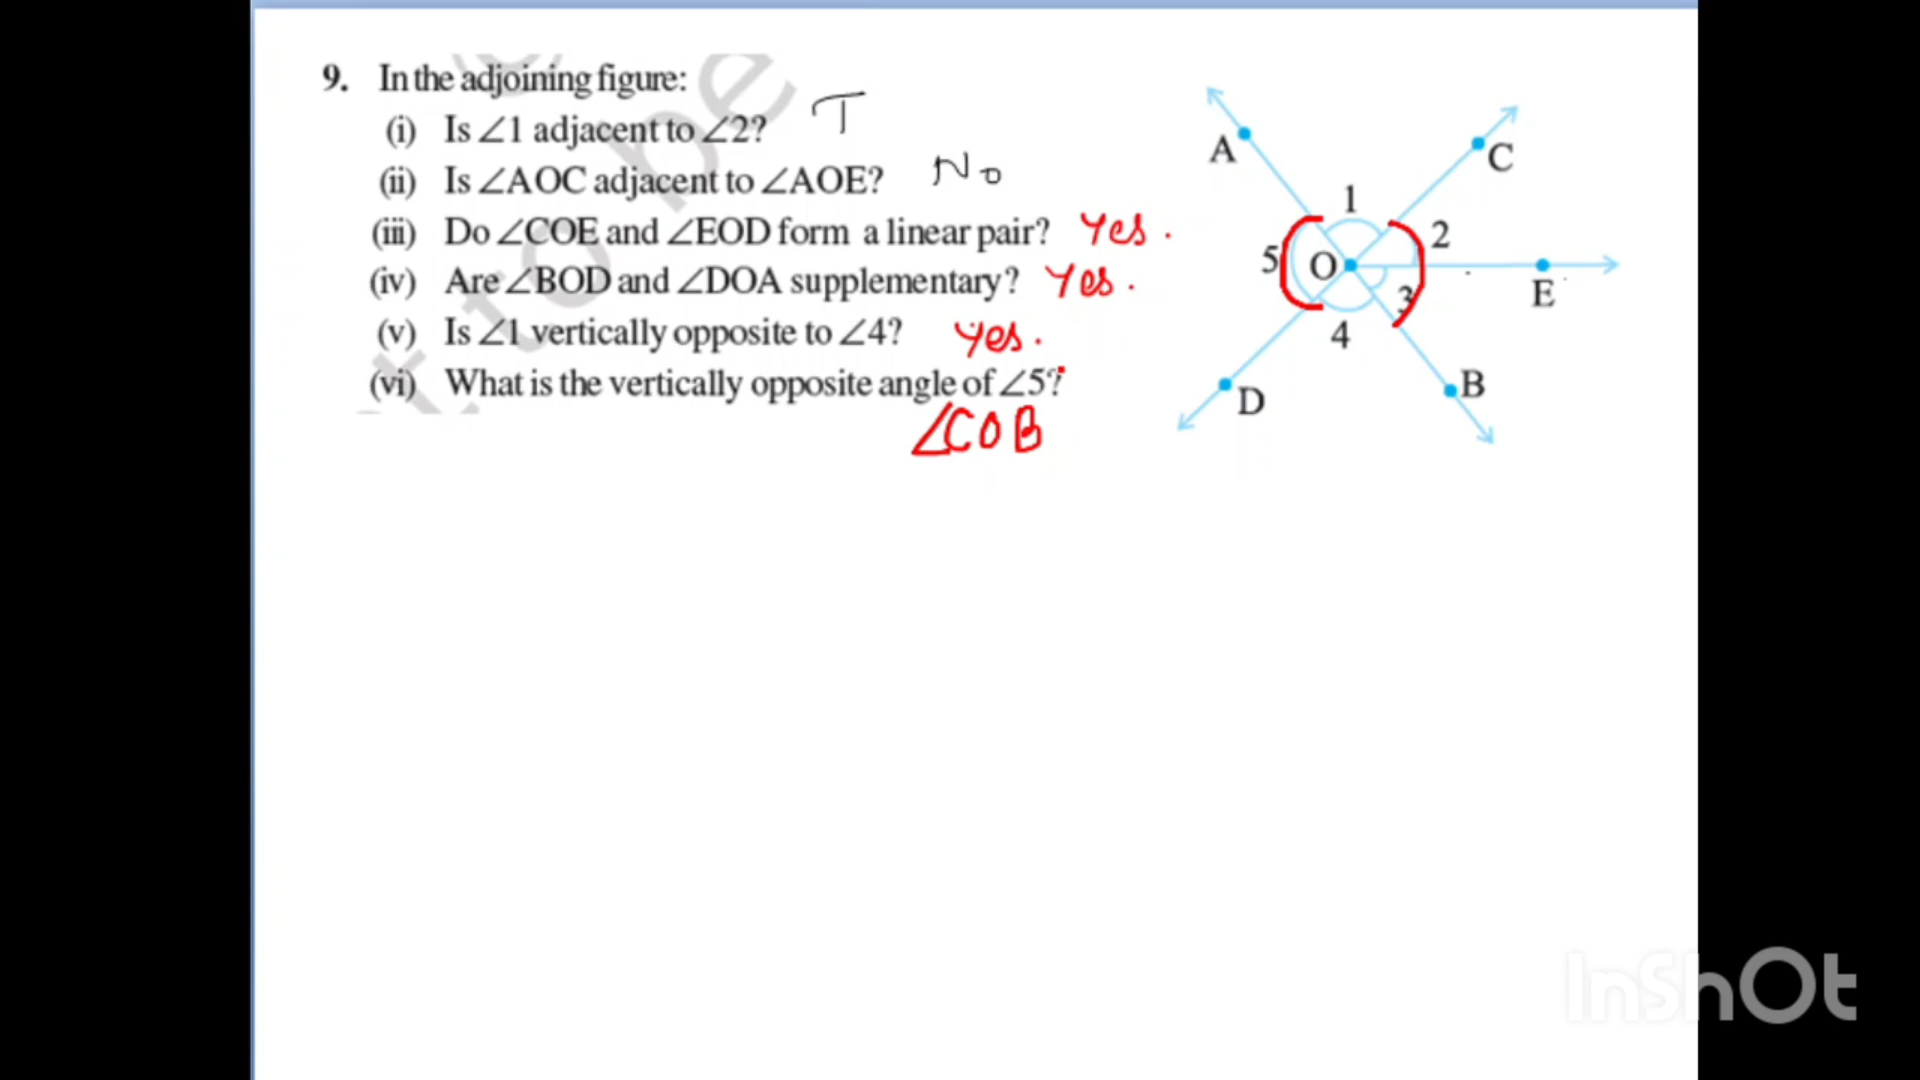 9. In the adjoining figure:
(i) Is ∠1 adjacent to ∠2? T
(ii) Is ∠AOC adjacent to ∠AOE? No
(iii) Do ∠COE and ∠EOD form a linear pair? Yes.
(iv) Are ∠BOD and ∠DOA supplementary? Yes.
(v) Is ∠1 vertically opposite to ∠4? Yes.
(vi) What is the vertically opposite angle of ∠5?
∠COB
A
C
1
2
5
O
E
3
4
D
B
InShOt